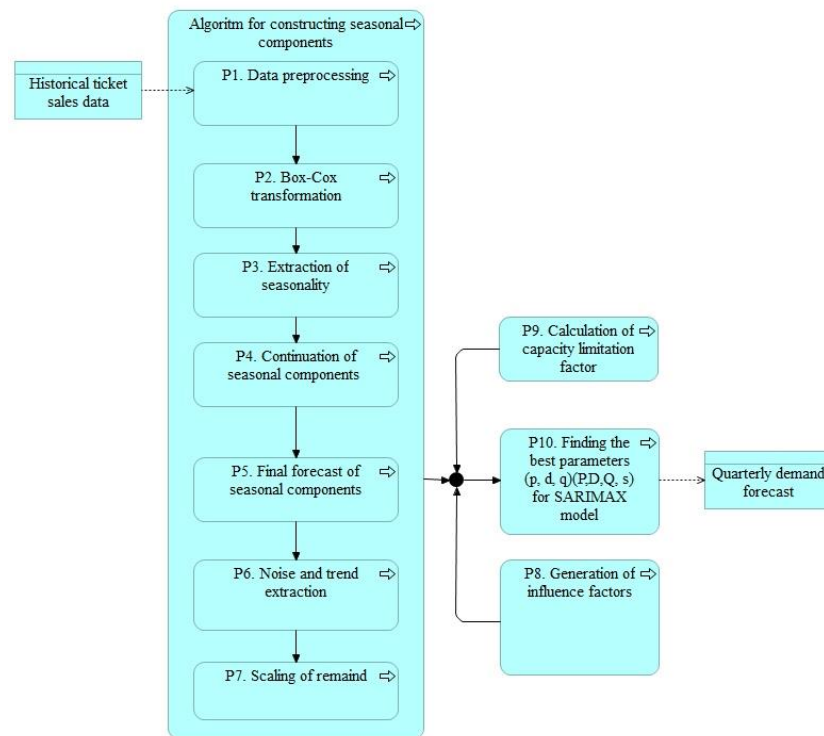 Algoritm for constructing seasonal
components
Historical ticket
sales data
P1. Data preprocessing
P2. Box-Cox
transformation
P3. Extraction of
seasonality
P4. Continuation of
seasonal components
P5. Final forecast of
seasonal components
P6. Noise and trend
extraction
P7. Scaling of remaind
P9. Calculation of
capacity limitation
factor
P10. Finding the
best parameters
(p, d, q)(P,D,Q, s)
for SARIMAX
model
P8. Generation of
influence factors
Quarterly demand
forecast